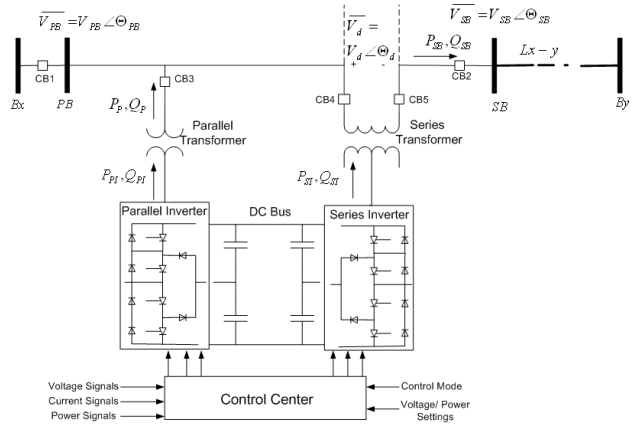 V_PB = V_PB∠Θ_PB
V_d =
V_d∠Θ_d
+ -
V_SB = V_SB∠Θ_SB
P_SB, Q_SB
Lx - y
CB1
CB2
Bx
PB
CB3
SB
By
P_P, Q_P
CB4
CB5
Parallel
Transformer
Series
Transformer
P_PI, Q_PI
P_SI, Q_SI
Parallel Inverter
DC Bus
Series Inverter
Voltage Signals
Current Signals
Power Signals
Control Center
Control Mode
Voltage/ Power
Settings